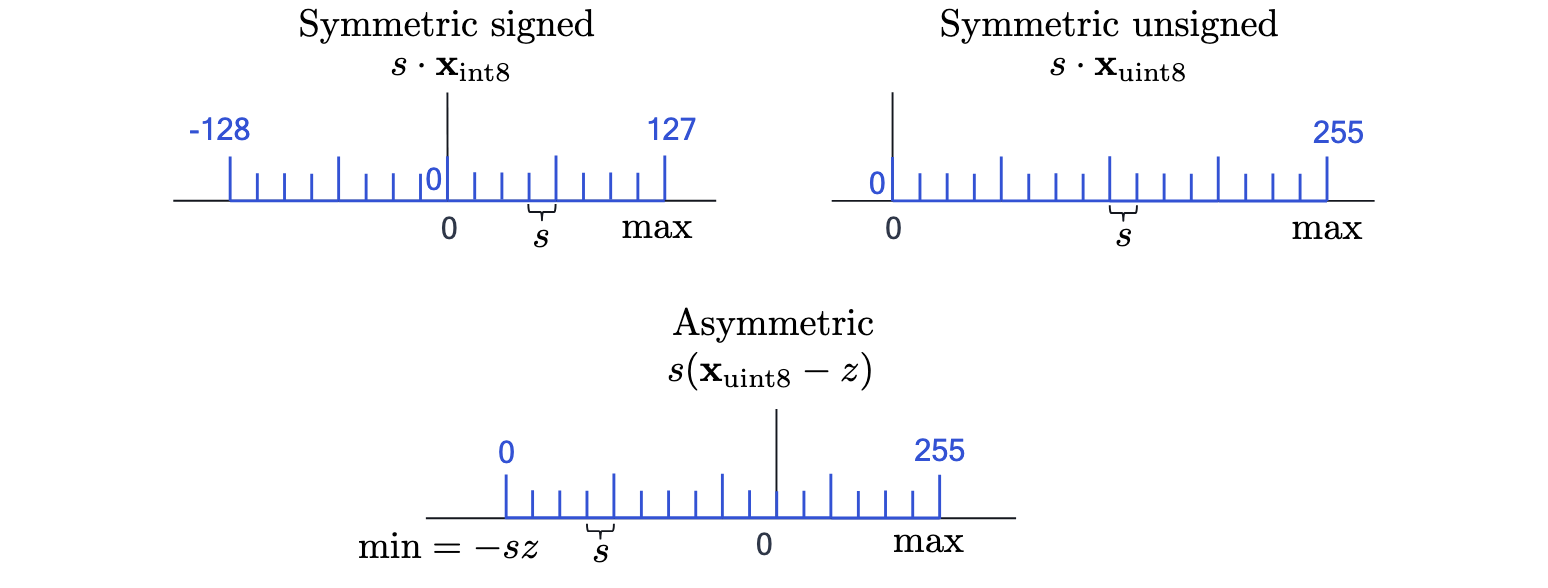 Symmetric signed
s · x_int8
-128
127
0
0
s
max
Symmetric unsigned
s · x_uint8
255
0
0
s
max
Asymmetric
s(x_uint8 − z)
0
255
min = −sz
s
0
max